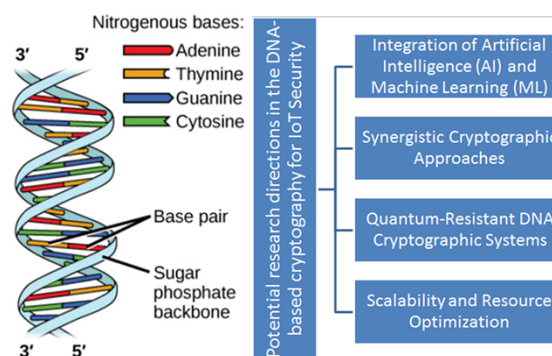 Nitrogenous bases:
3′ 5′
Adenine
Thymine
Guanine
Cytosine
Base pair
Sugar
phosphate
backbone
3′ 5′
Potential research directions in the DNA-
based cryptography for IoT Security
Integration of Artificial
Intelligence (AI) and
Machine Learning (ML)
Synergistic Cryptographic
Approaches
Quantum-Resistant DNA
Cryptographic Systems
Scalability and Resource
Optimization